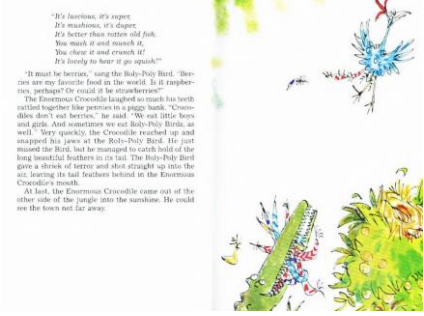 "It's luscious, it's super,
It's mushious, it's duper,
It's better than rotten old fish.
You mash it and munch it,
You chew it and crunch it!
It's lovely to hear it go squish!"
"It must be berries," sang the Roly-Poly Bird. "Ber-
ries are my favorite food in the world. Is it raspber-
ries, perhaps? Or could it be strawberries?"
The Enormous Crocodile laughed so much his teeth
rattled together like pennies in a piggy bank. "Croco-
diles don't eat berries," he said. "We eat little boys
and girls. And sometimes we eat Roly-Poly Birds, as
well." Very quickly, the Crocodile reached up and
snapped his jaws at the Roly-Poly Bird. He just
missed the Bird, but he managed to catch hold of the
long beautiful feathers in its tail. The Roly-Poly Bird
gave a shriek of terror and shot straight up into the
air, leaving its tail feathers behind in the Enormous
Crocodile's mouth.
At last, the Enormous Crocodile came out of the
other side of the jungle into the sunshine. He could
see the town not far away.